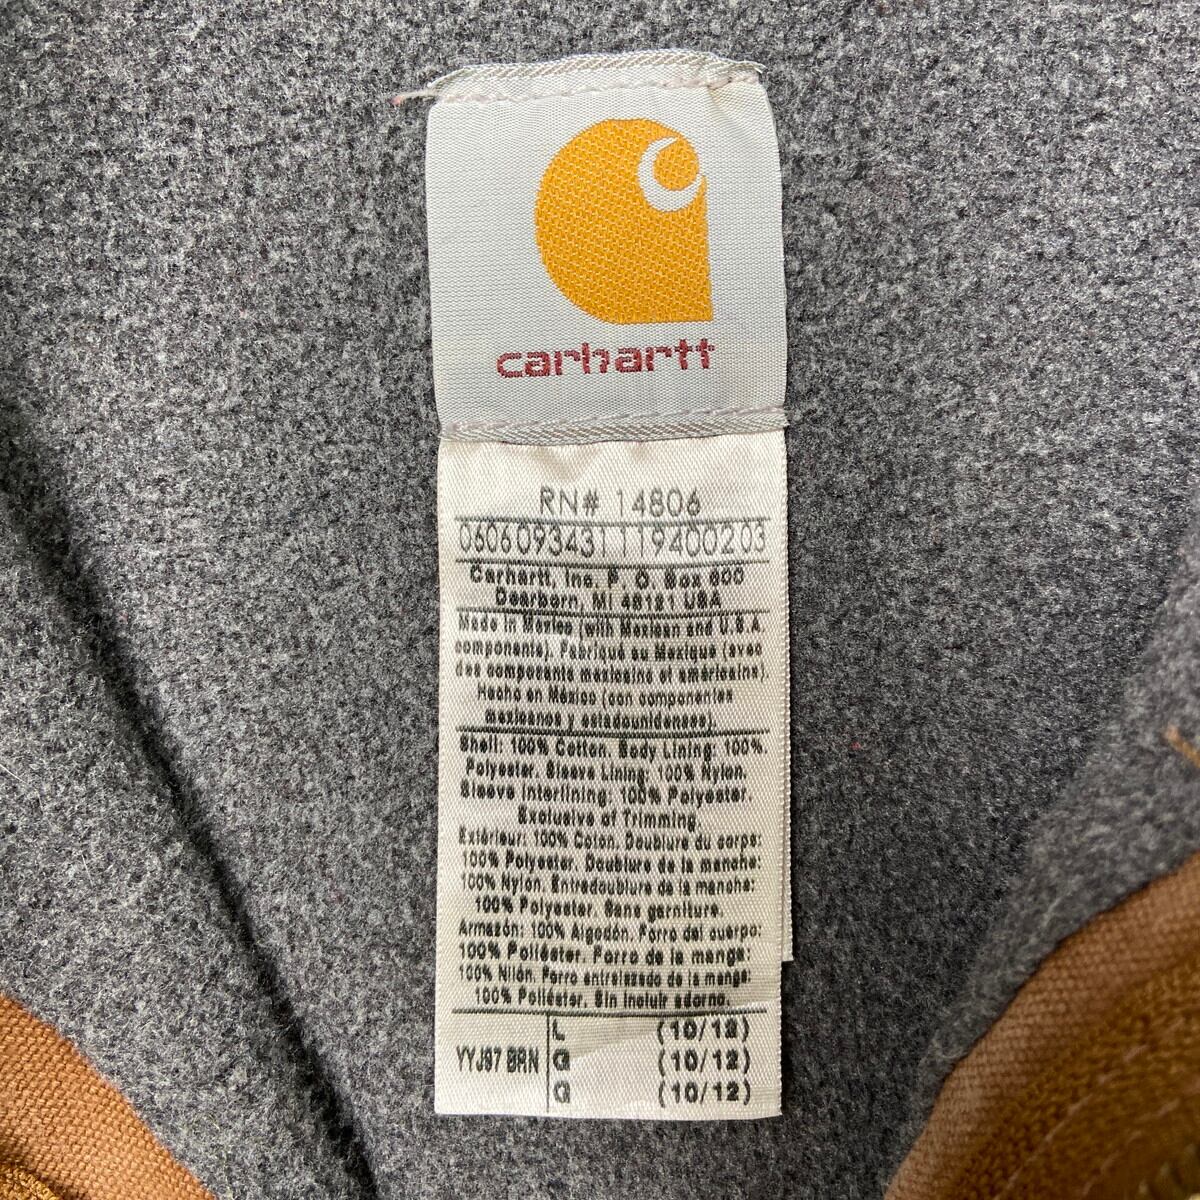 carhartt
RN# 14806
0606093431119400203
Carhartt, Inc. P. O. Box 600
Dearborn, MI 48121 USA
Made in Mexico (with Mexican and U.S.A
components). Fabriqué au Mexique (avec
des components mexicains et américains).
Hecho en México (con componentes
mexicanos y estadounidenses).
Shell: 100% Cotton. Body Lining: 100%.
Polyester. Sleeve Lining: 100% Nylon.
Sleeve Interlining: 100% Polyester.
Exclusive of Trimming.
Extérieur: 100% Coton. Doublure du corps:
100% Polyester. Doublure de la manche:
100% Nylon. Entredoublure de la manche:
100% Polyester. Sans garniture.
Armazón: 100% Algodón. Forro del cuerpo:
100% Poliéster. Forro de la manga:
100% Nilón. Forro entrelazado de la manga:
100% Poliéster. Sin incluir adorno.
L (10/12)
YYJ97 BRN G (10/12)
G (10/12)